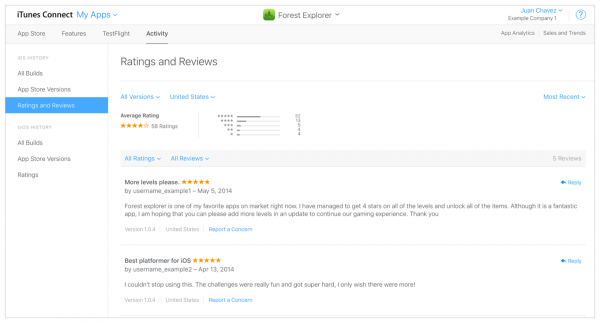 iTunes Connect My Apps
Forest Explorer
Juan Chavez
Example Company 1
?
App Store Features TestFlight Activity
App Analytics Sales and Trends
iOS HISTORY
All Builds
App Store Versions
Ratings and Reviews
tvOS HISTORY
All Builds
App Store Versions
Ratings
Ratings and Reviews
All Versions United States Most Recent
Average Rating
★★★★☆ 58 Ratings
★★★★★ 22
★★★★ 13
★★★ 5
★★ 4
★ 4
All Ratings All Reviews 5 Reviews
More levels please. ★★★★★ Reply
by username_example1 – May 5, 2014
Forest explorer is one of my favorite apps on market right now. I have managed to get 4 stars on all of the levels and unlock all of the items. Although it is a fantastic
app, I am hoping that you can please add more levels in an update to continue our gaming experience. Thank you
Version 1.0.4 United States Report a Concern
Best platformer for iOS ★★★★★ Reply
by username_example2 – Apr 13, 2014
I couldn't stop using this. The challenges were really fun and got super hard, I only wish there were more!
Version 1.0.4 United States Report a Concern